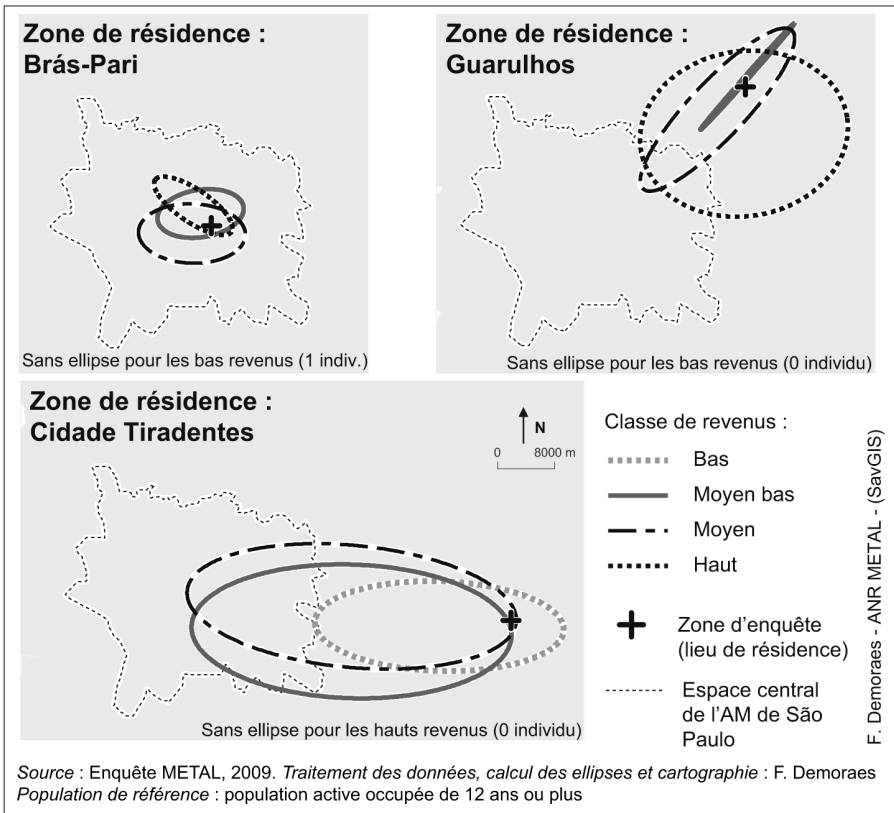 Zone de résidence :
Brás-Pari
Sans ellipse pour les bas revenus (1 indiv.)
Zone de résidence :
Guarulhos
Sans ellipse pour les bas revenus (0 individu)
Zone de résidence :
Cidade Tiradentes
N
0 8000 m
Sans ellipse pour les hauts revenus (0 individu)
Classe de revenus :
Bas
Moyen bas
Moyen
Haut
Zone d'enquête
(lieu de résidence)
Espace central
de l'AM de São
Paulo
F. Demoraes - ANR METAL - (SavGIS)
Source : Enquête METAL, 2009. Traitement des données, calcul des ellipses et cartographie : F. Demoraes
Population de référence : population active occupée de 12 ans ou plus